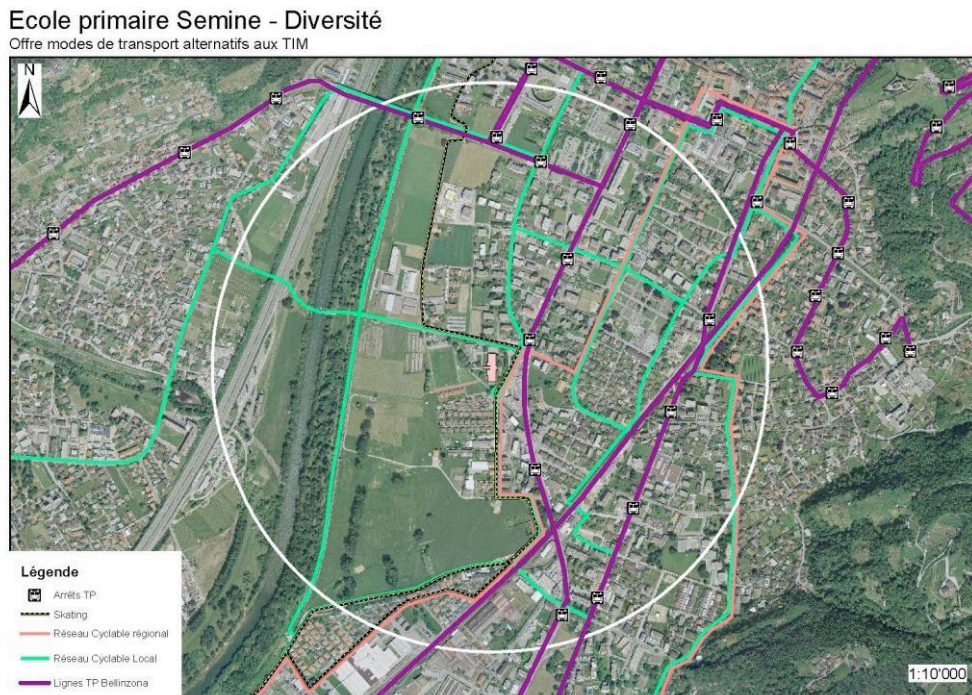 Ecole primaire Semine - Diversité
Offre modes de transport alternatifs aux TIM
N
Légende
Arrêts TP
Skating
Réseau Cyclable régional
Réseau Cyclable Local
Lignes TP Bellinzona
1:10'000